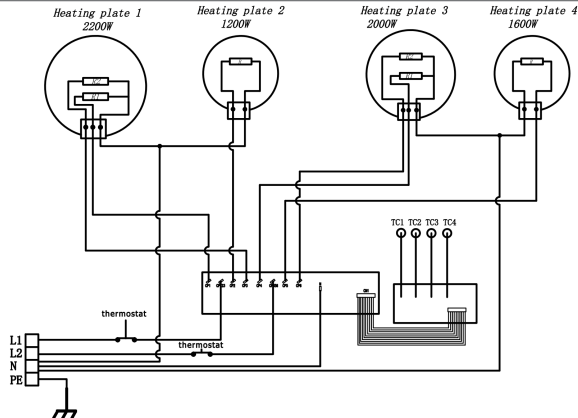 Heating plate 1
2200W
Heating plate 2
1200W
Heating plate 3
2000W
Heating plate 4
1600W
R2
R1
R
R2
R1
R
TC1 TC2 TC3 TC4
thermostat
thermostat
L1
L2
N
PE